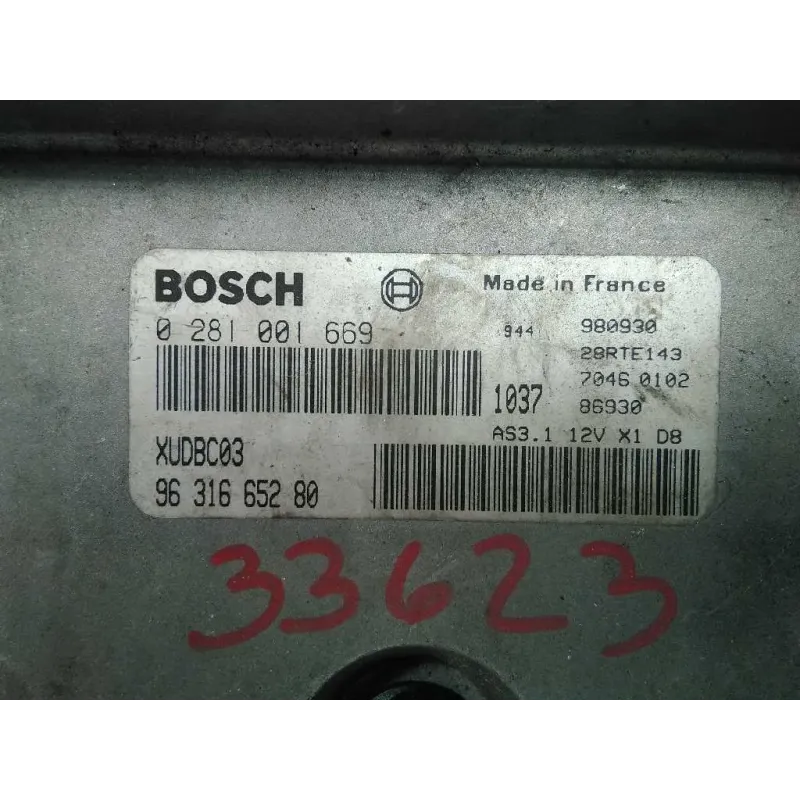 BOSCH Made in France
0 281 001 669 944 980930
28RTE143
7046 0102
1037 86930
AS3.1 12V X1 D8
XUDBC03
96 316 652 80
33623